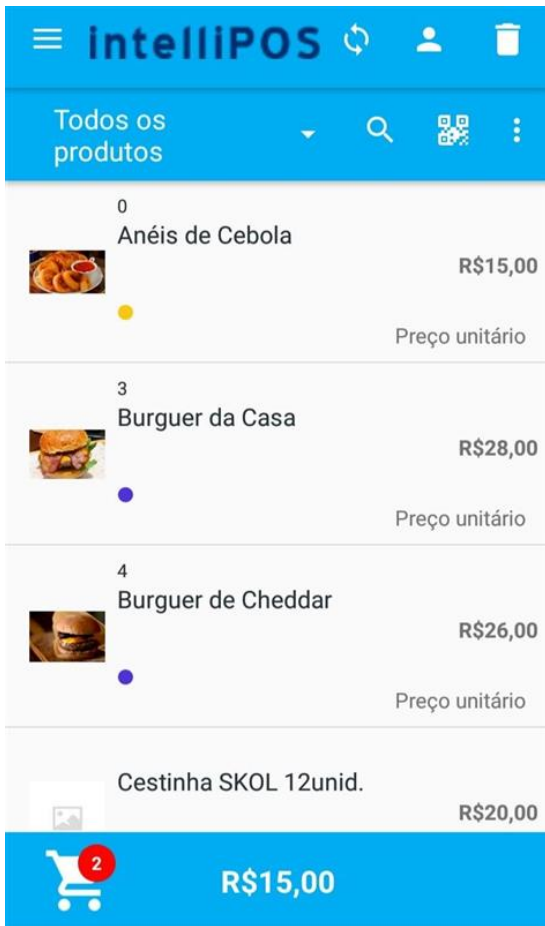 intelliPOS
Todos os
produtos
0
Anéis de Cebola
R$15,00
Preço unitário
3
Burguer da Casa
R$28,00
Preço unitário
4
Burguer de Cheddar
R$26,00
Preço unitário
Cestinha SKOL 12unid.
R$20,00
2
R$15,00